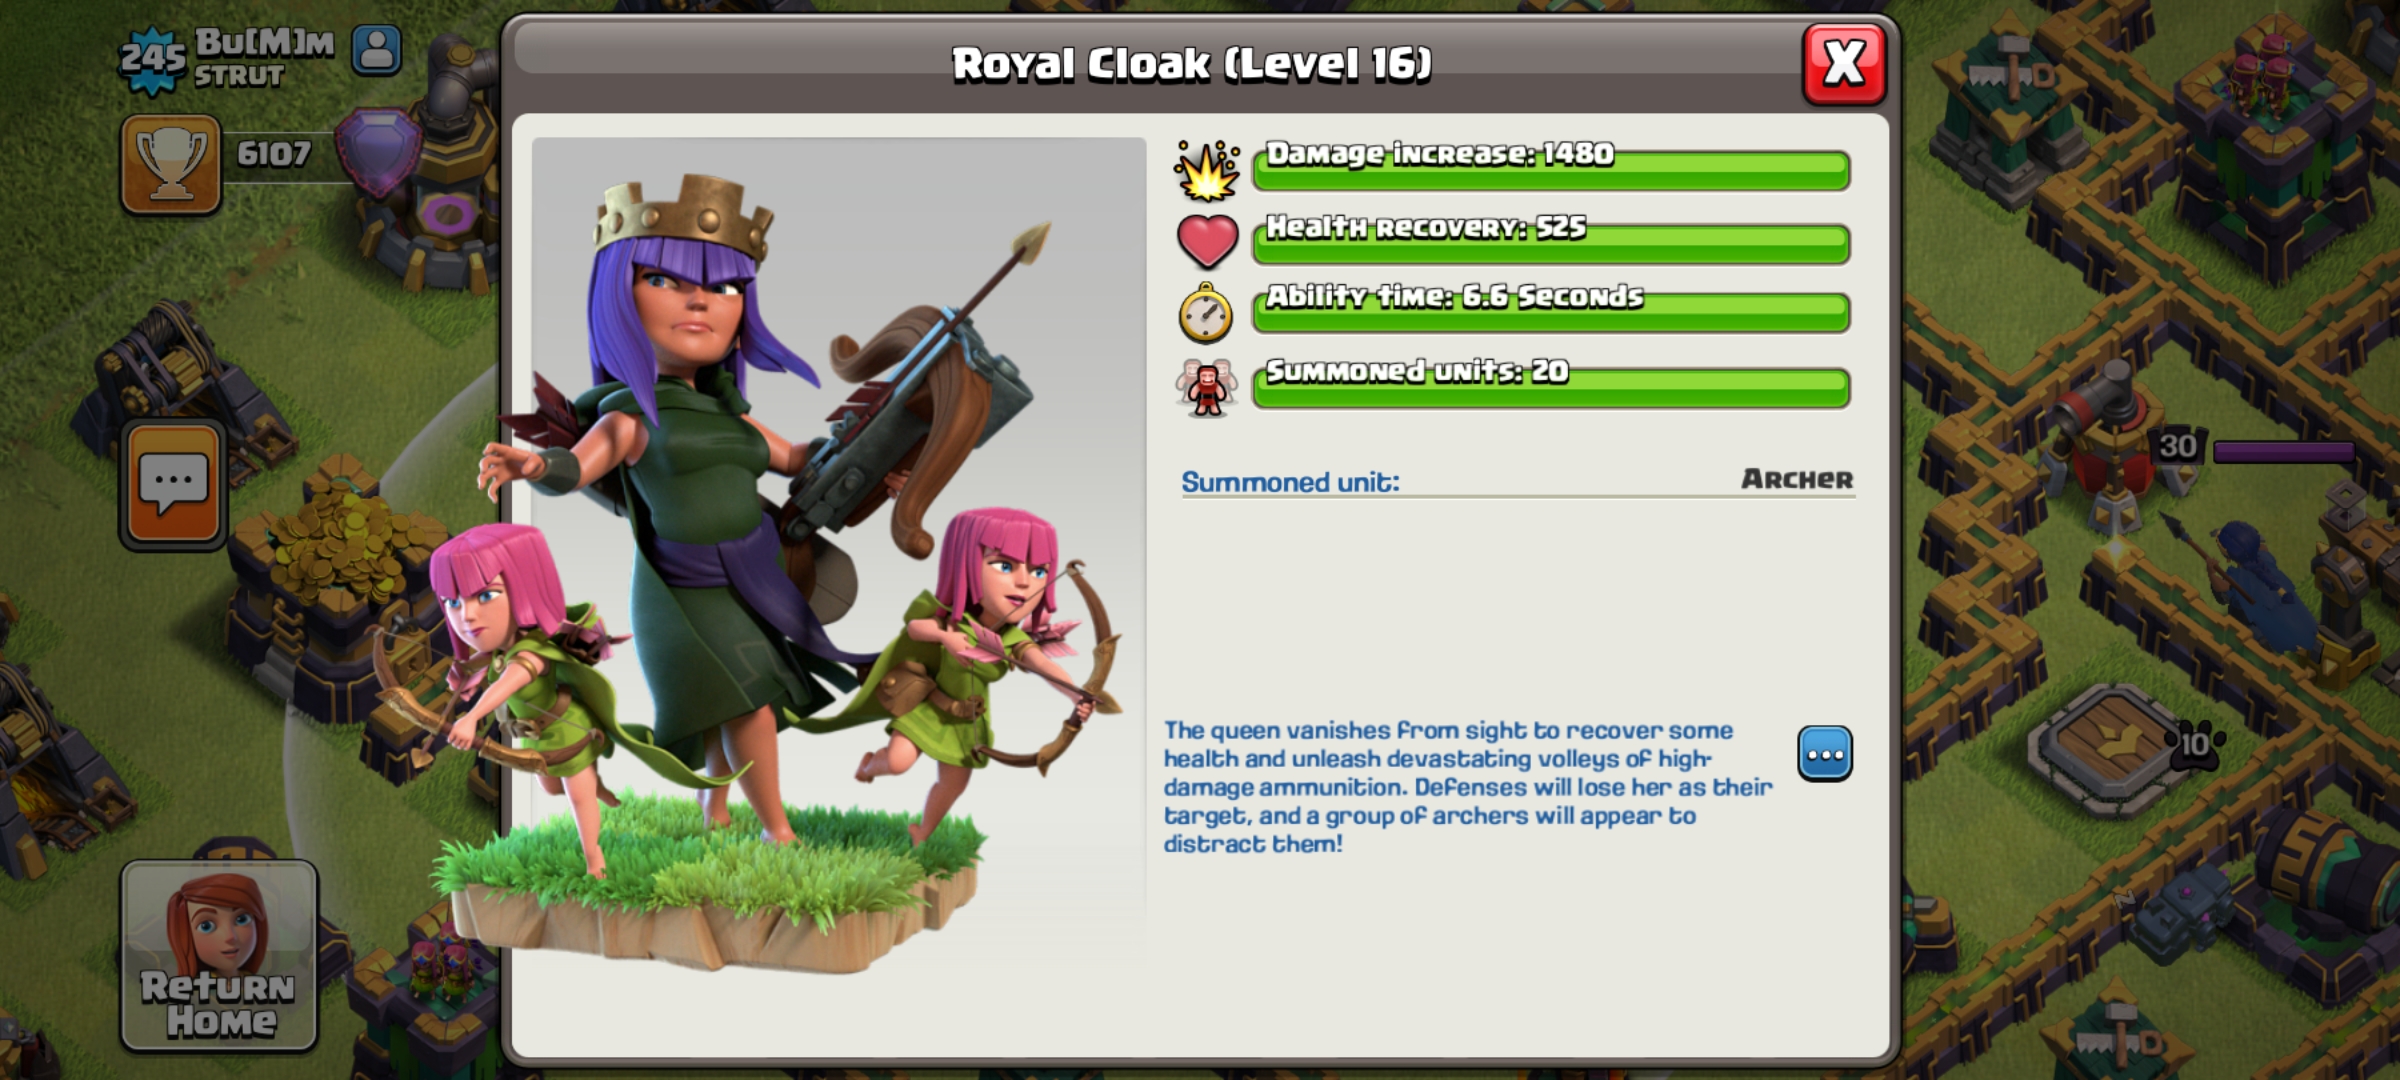 245
Bu[M]m
STRUT
6107
Royal Cloak (Level 16)
X
Damage increase: 1480
Health recovery: 525
Ability time: 6.6 Seconds
Summoned units: 20
Summoned unit:
Archer
The queen vanishes from sight to recover some
health and unleash devastating volleys of high-
damage ammunition. Defenses will lose her as their
target, and a group of archers will appear to
distract them!
30
10
Z
Return
Home